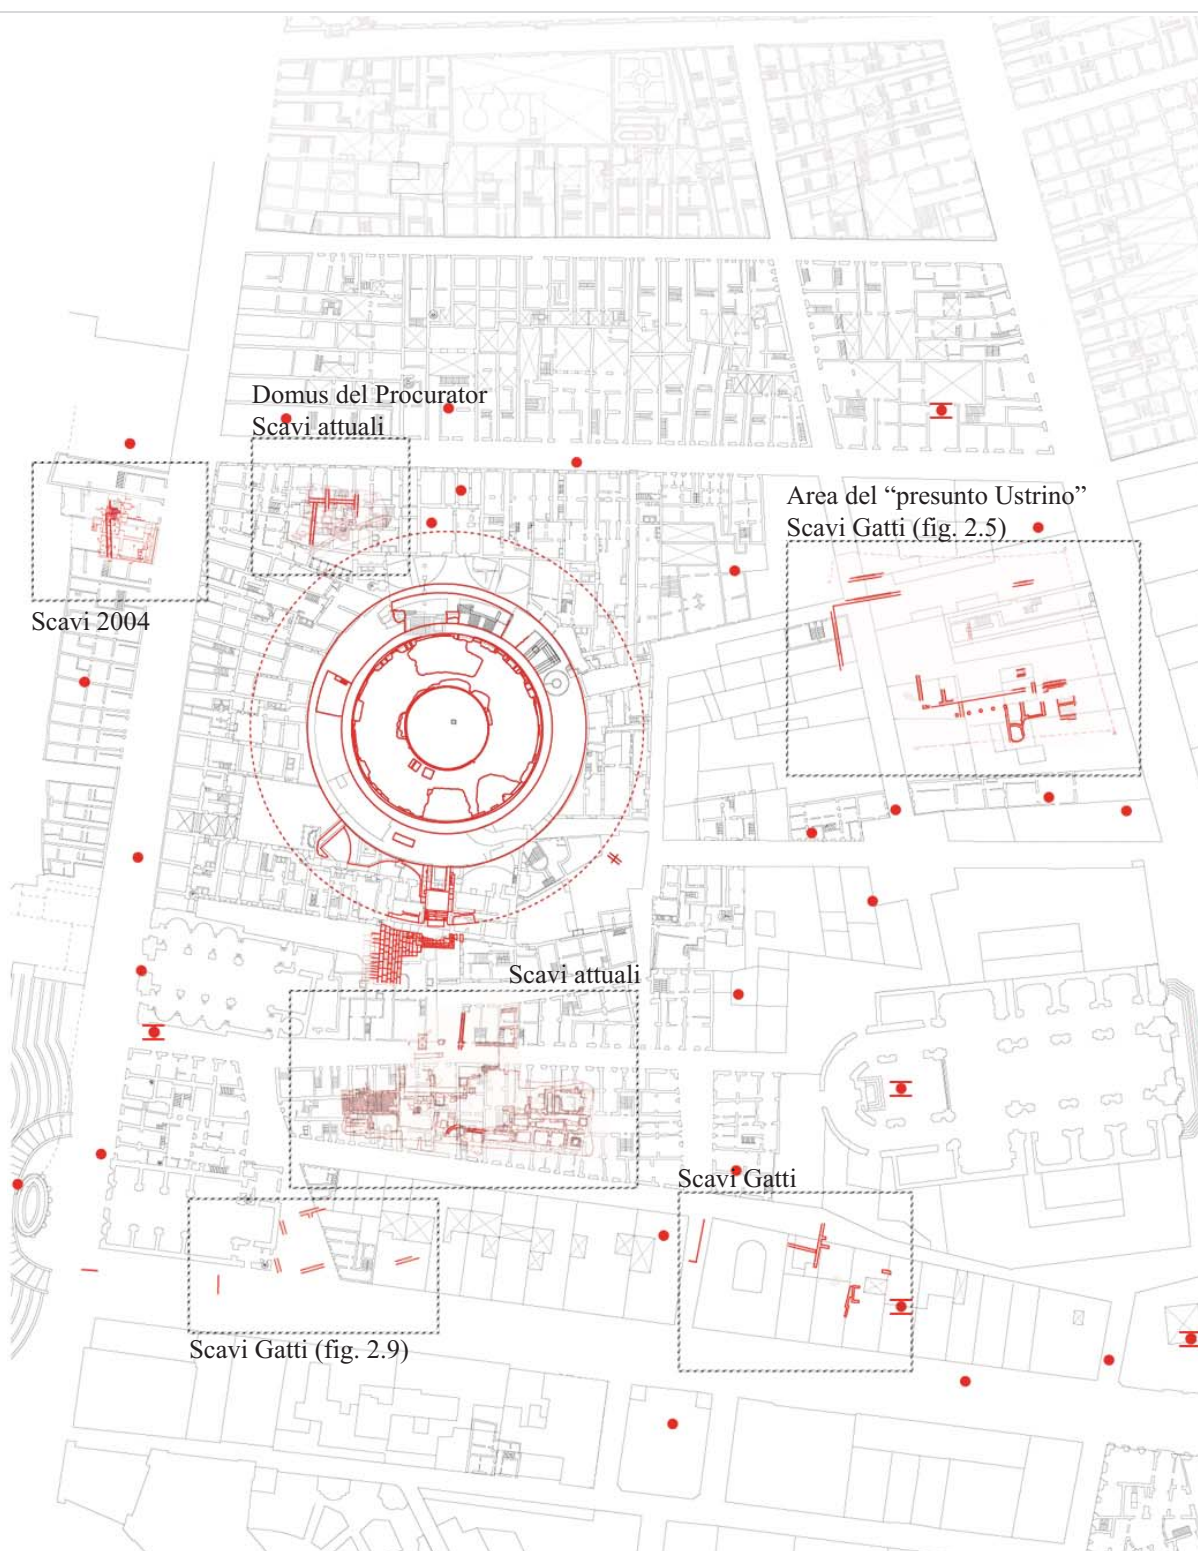 Domus del Procurator
Scavi attuali
Area del “presunto Ustrino”
Scavi Gatti (fig. 2.5)
Scavi 2004
Scavi attuali
Scavi Gatti
Scavi Gatti (fig. 2.9)